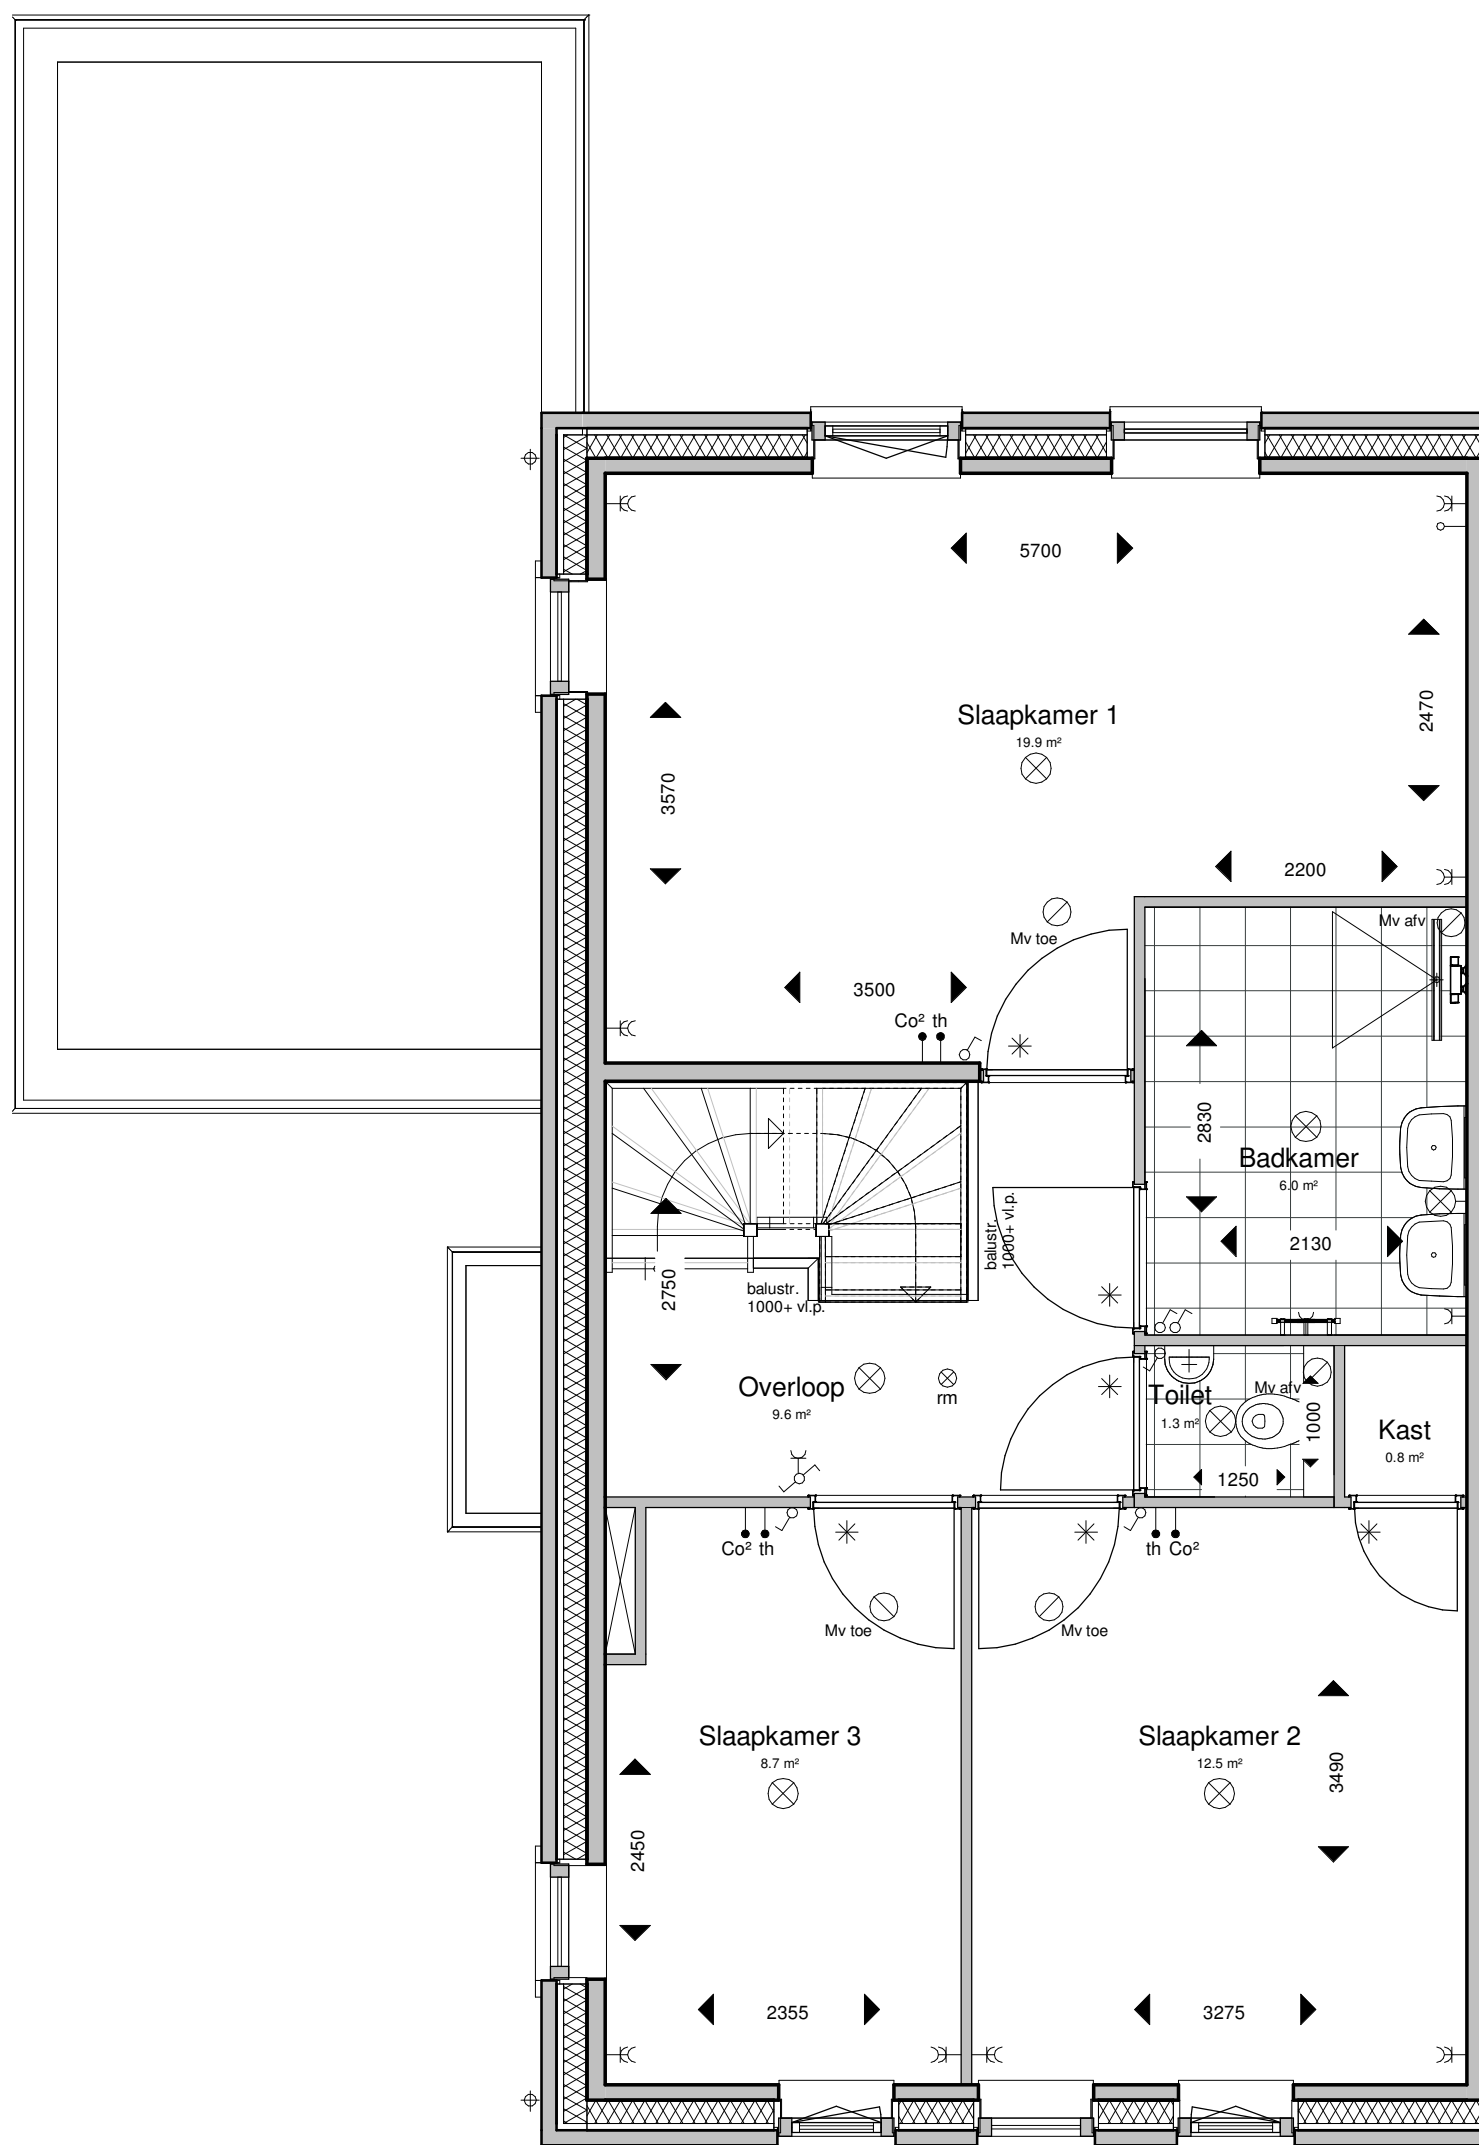 5700
2470
Slaapkamer 1
19.9 m²
3570
2200
Mv toe
Mv afv
3500
Co² th
2830
Badkamer
6.0 m²
2130
balustr.
1000+ vl.p.
2750
balustr.
1000+ vl.p.
Overloop
9.6 m²
rm
Toilet
1.3 m²
Mv afv
1000
1250
Kast
0.8 m²
Co² th
th Co²
Mv toe
Mv toe
Slaapkamer 3
8.7 m²
Slaapkamer 2
12.5 m²
3490
2450
2355
3275